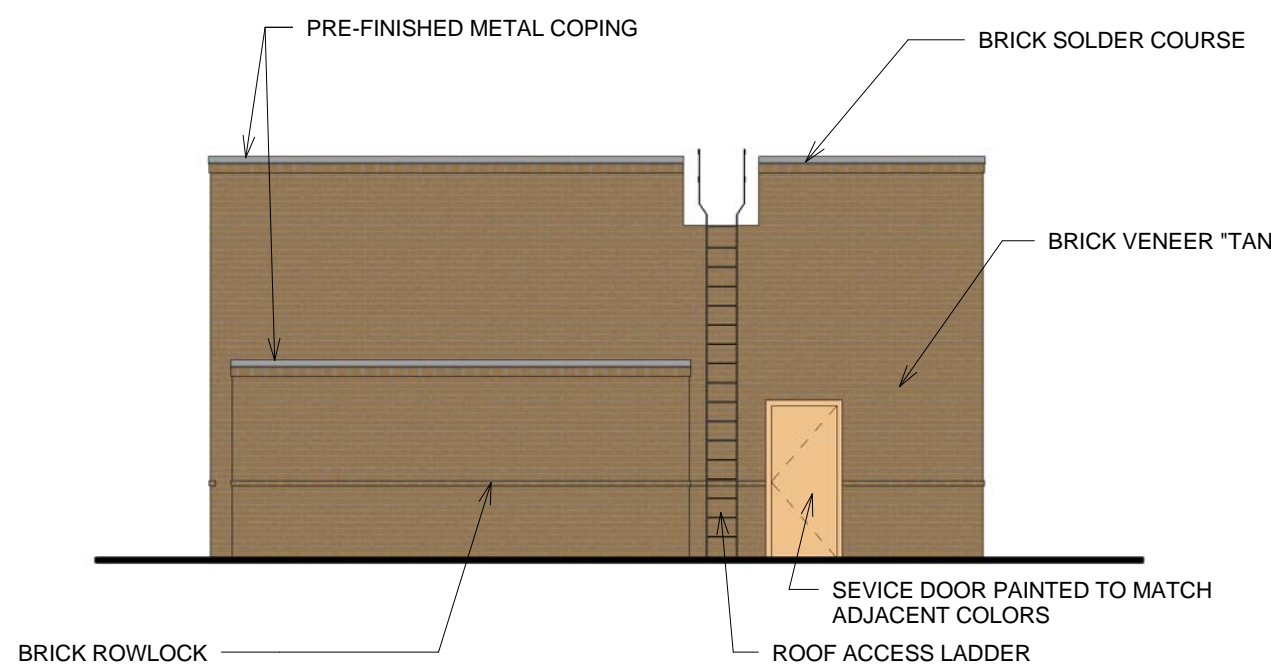 PRE-FINISHED METAL COPING
BRICK SOLDER COURSE
BRICK VENEER "TAN
SEVICE DOOR PAINTED TO MATCH
ADJACENT COLORS
BRICK ROWLOCK
ROOF ACCESS LADDER